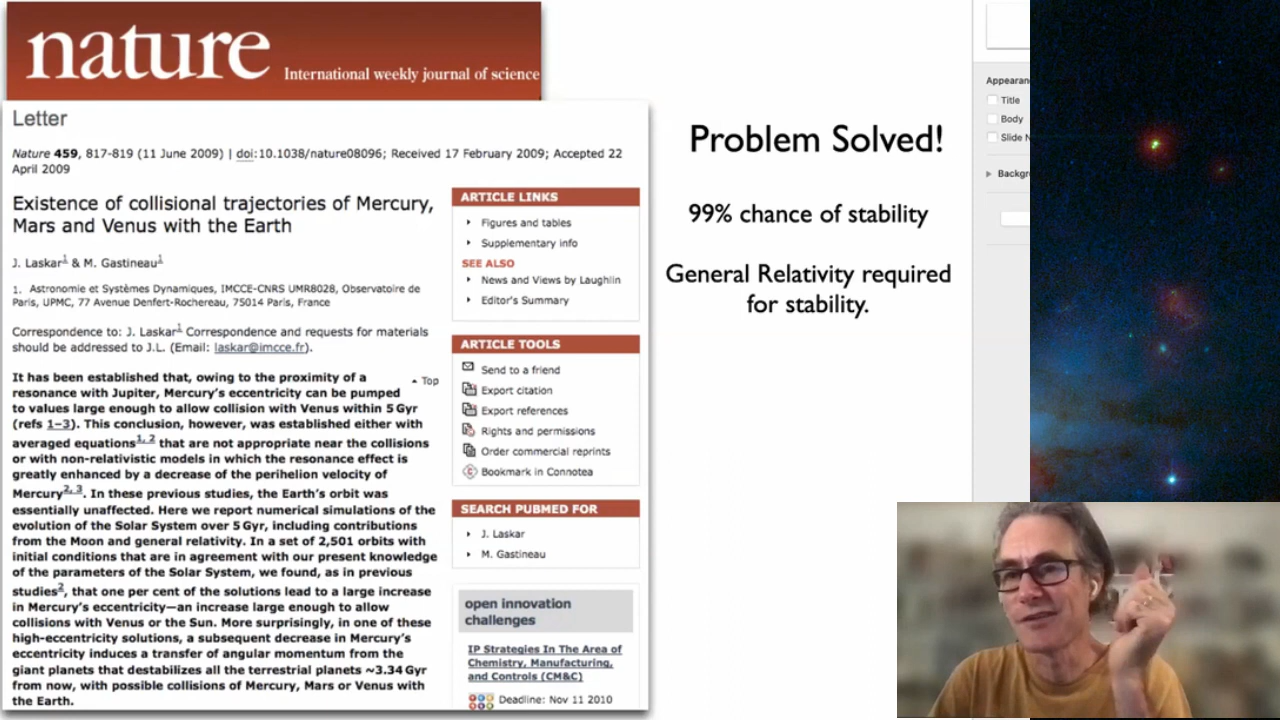 nature International weekly journal of science
Letter
Nature 459, 817-819 (11 June 2009) | doi:10.1038/nature08096; Received 17 February 2009; Accepted 22
April 2009
Existence of collisional trajectories of Mercury,
Mars and Venus with the Earth
J. Laskar1 & M. Gastineau1
1. Astronomie et Systèmes Dynamiques, IMCCE-CNRS UMR8028, Observatoire de
Paris, UPMC, 77 Avenue Denfert-Rochereau, 75014 Paris, France
Correspondence to: J. Laskar1 Correspondence and requests for materials
should be addressed to J.L. (Email: laskar@imcce.fr).
Top
It has been established that, owing to the proximity of a
resonance with Jupiter, Mercury's eccentricity can be pumped
to values large enough to allow collision with Venus within 5 Gyr
(refs 1–3). This conclusion, however, was established either with
averaged equations1, 2 that are not appropriate near the collisions
or with non-relativistic models in which the resonance effect is
greatly enhanced by a decrease of the perihelion velocity of
Mercury2, 3. In these previous studies, the Earth's orbit was
essentially unaffected. Here we report numerical simulations of the
evolution of the Solar System over 5 Gyr, including contributions
from the Moon and general relativity. In a set of 2,501 orbits with
initial conditions that are in agreement with our present knowledge
of the parameters of the Solar System, we found, as in previous
studies2, that one per cent of the solutions lead to a large increase
in Mercury's eccentricity—an increase large enough to allow
collisions with Venus or the Sun. More surprisingly, in one of these
high-eccentricity solutions, a subsequent decrease in Mercury's
eccentricity induces a transfer of angular momentum from the
giant planets that destabilizes all the terrestrial planets ~3.34 Gyr
from now, with possible collisions of Mercury, Mars or Venus with
the Earth.
ARTICLE LINKS
Figures and tables
Supplementary info
SEE ALSO
News and Views by Laughlin
Editor's Summary
ARTICLE TOOLS
Send to a friend
Export citation
Export references
Rights and permissions
Order commercial reprints
Bookmark in Connotea
SEARCH PUBMED FOR
J. Laskar
M. Gastineau
open innovation
challenges
IP Strategies In The Area of
Chemistry, Manufacturing,
and Controls (CM&C)
Deadline: Nov 11 2010
Problem Solved!
99% chance of stability
General Relativity required
for stability.
Appearan
Title
Body
Slide N
Backgr